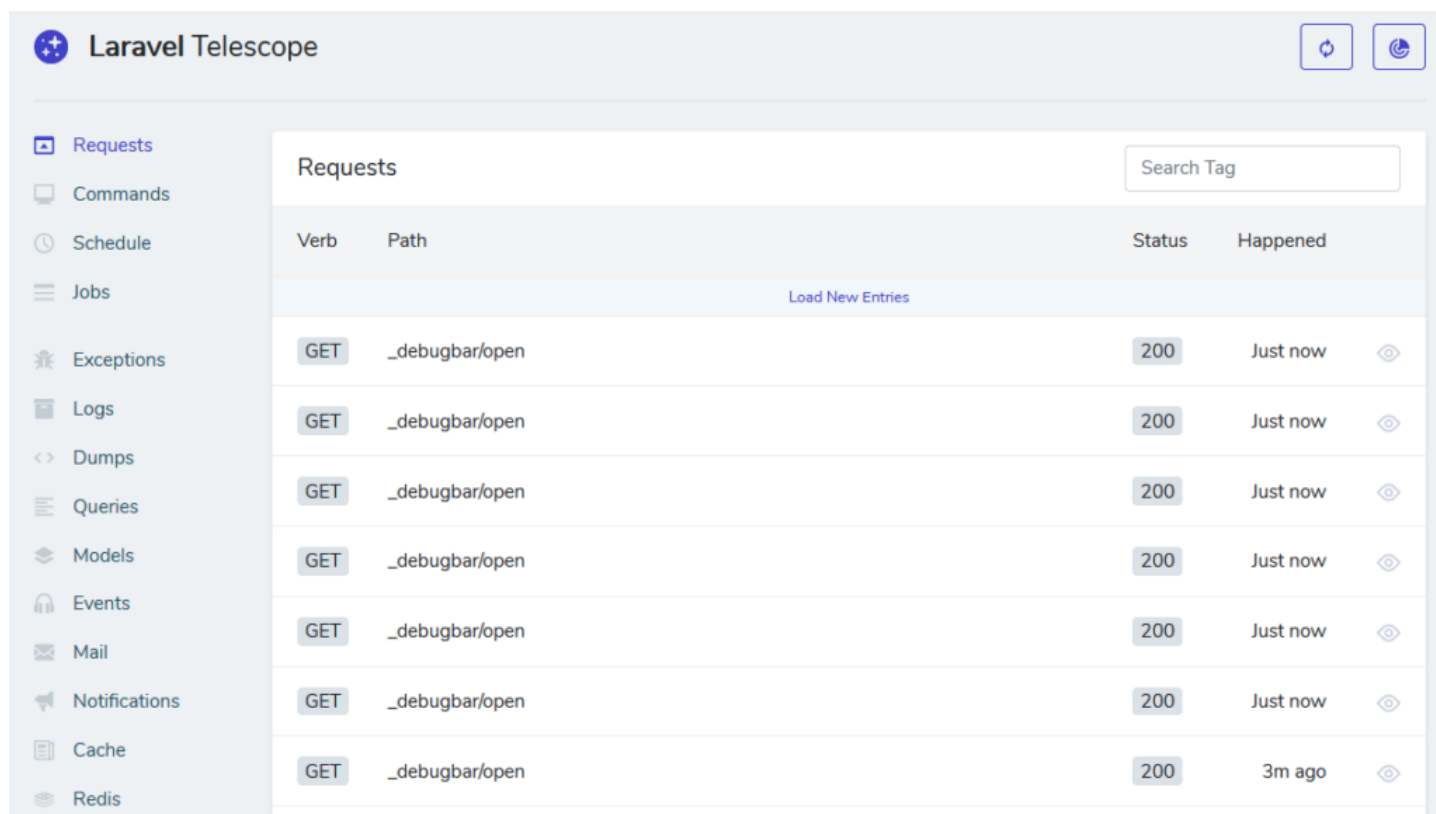 Laravel Telescope
Requests
Commands
Schedule
Jobs
Exceptions
Logs
Dumps
Queries
Models
Events
Mail
Notifications
Cache
Redis
Requests
Search Tag
Verb Path Status Happened
Load New Entries
GET _debugbar/open 200 Just now
GET _debugbar/open 200 Just now
GET _debugbar/open 200 Just now
GET _debugbar/open 200 Just now
GET _debugbar/open 200 Just now
GET _debugbar/open 200 Just now
GET _debugbar/open 200 3m ago